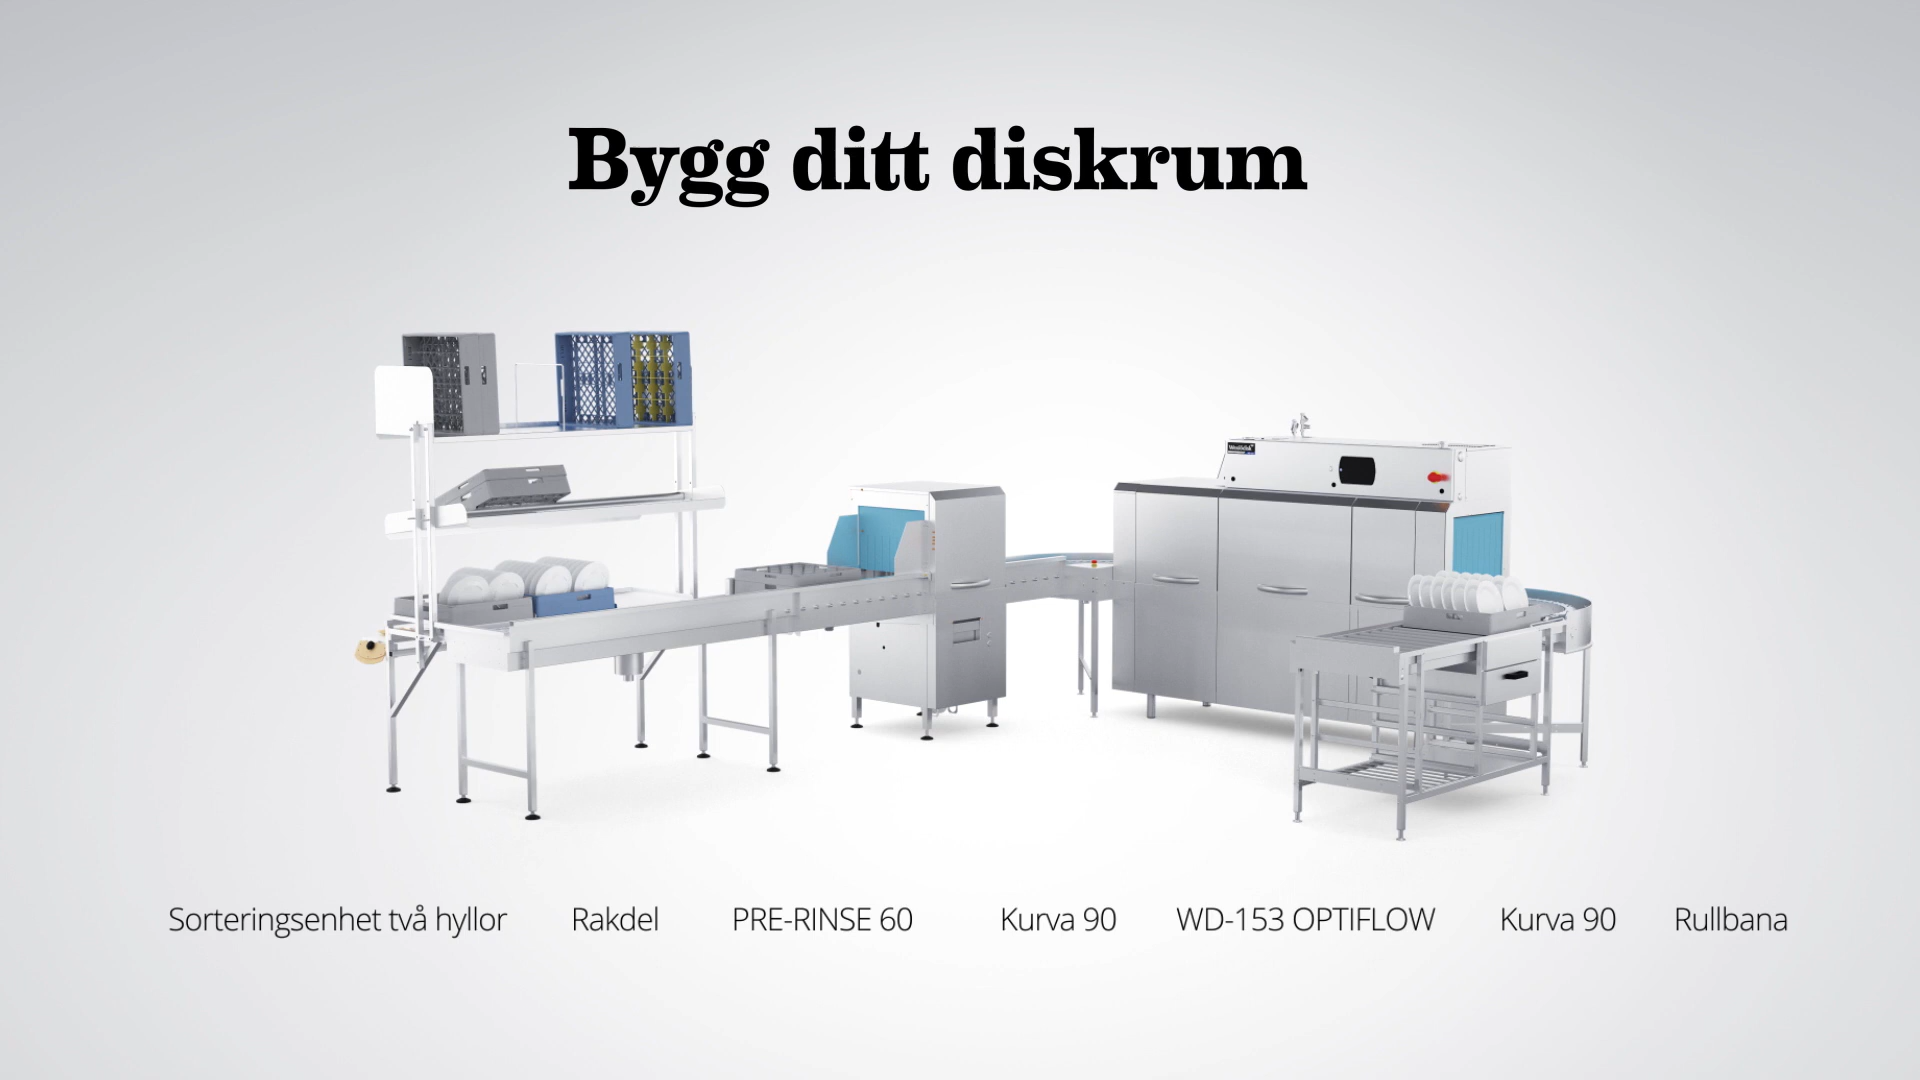 Bygg ditt diskrum
Sorteringsenhet två hyllor Rakdel PRE-RINSE 60 Kurva 90 WD-153 OPTIFLOW Kurva 90 Rullbana